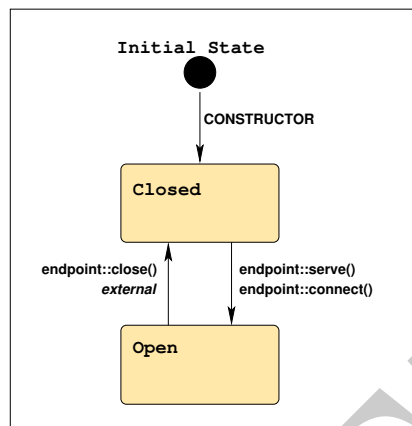 Initial State
CONSTRUCTOR
Closed
endpoint::close()
external
endpoint::serve()
endpoint::connect()
Open